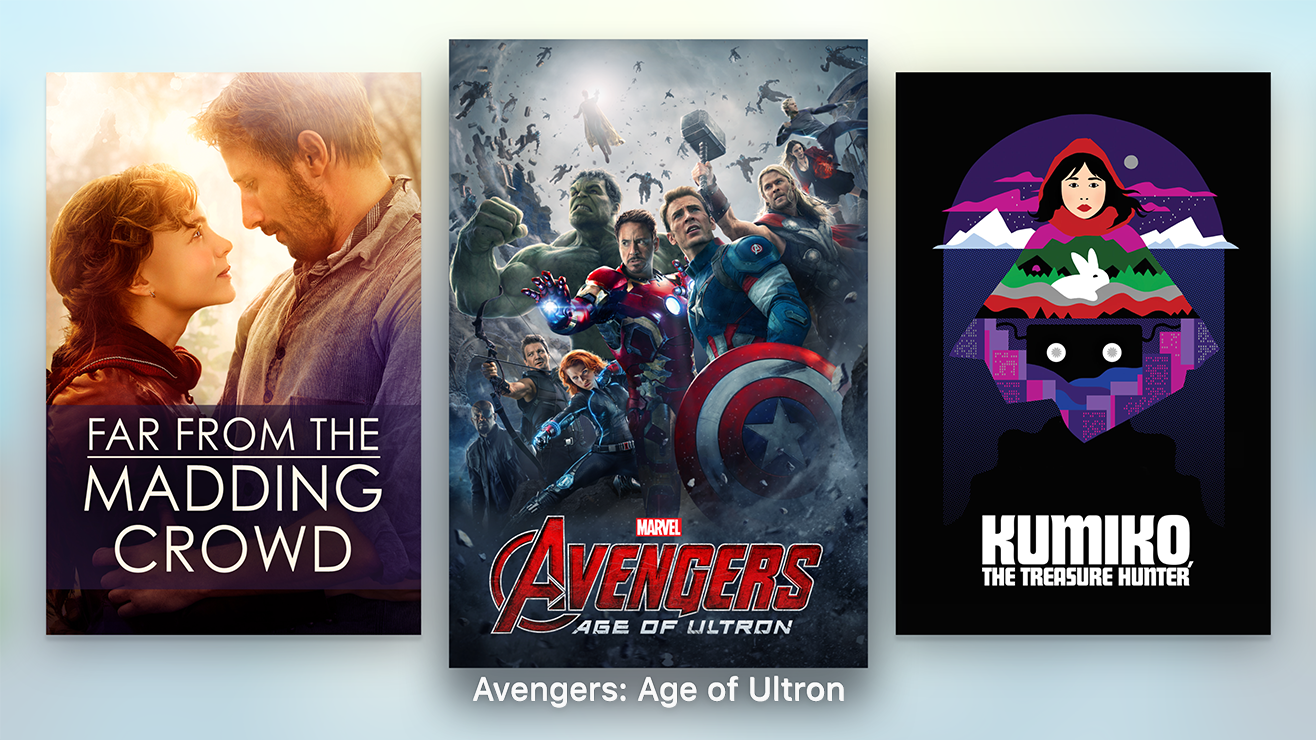 FAR FROM THE
MADDING
CROWD
MARVEL
AVENGERS
AGE OF ULTRON
Avengers: Age of Ultron
KUMIKO,
THE TREASURE HUNTER